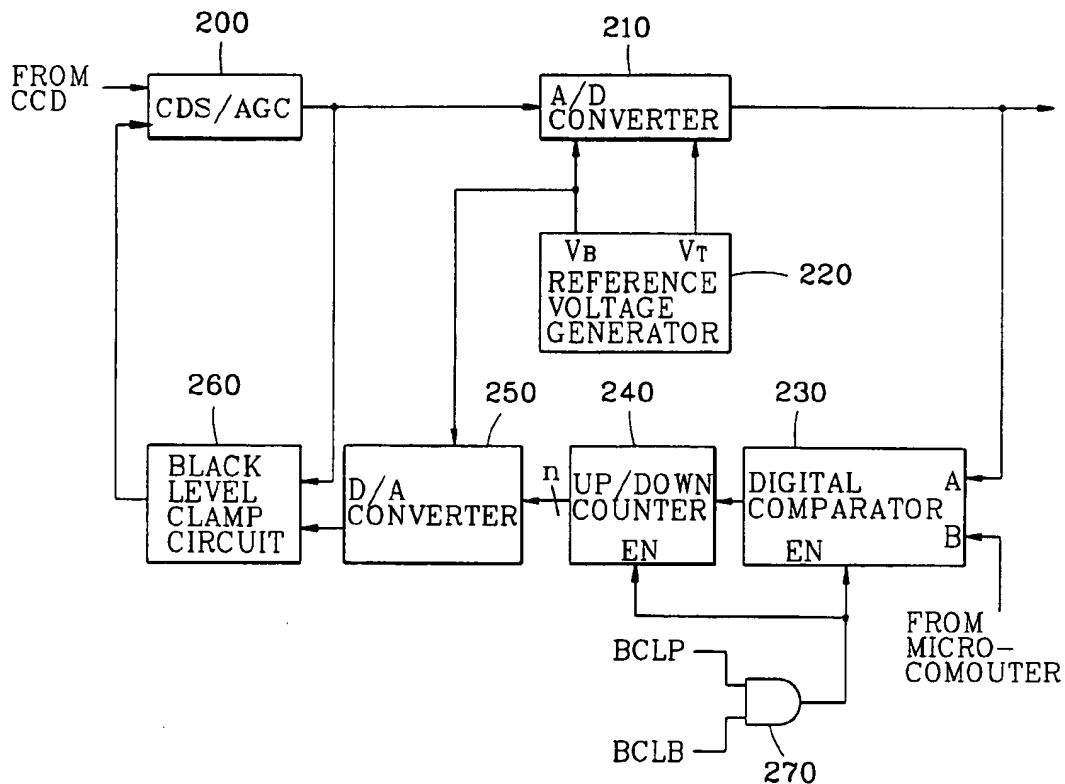 200
FROM
CCD
CDS/AGC
210
A/D
CONVERTER
VB VT
REFERENCE
VOLTAGE
GENERATOR
220
260
BLACK
LEVEL
CLAMP
CIRCUIT
250
D/A
CONVERTER
n
240
UP/DOWN
COUNTER
EN
230
DIGITAL
COMPARATOR
A
B
EN
FROM
MICRO-
COMOUTER
BCLP
BCLB
270